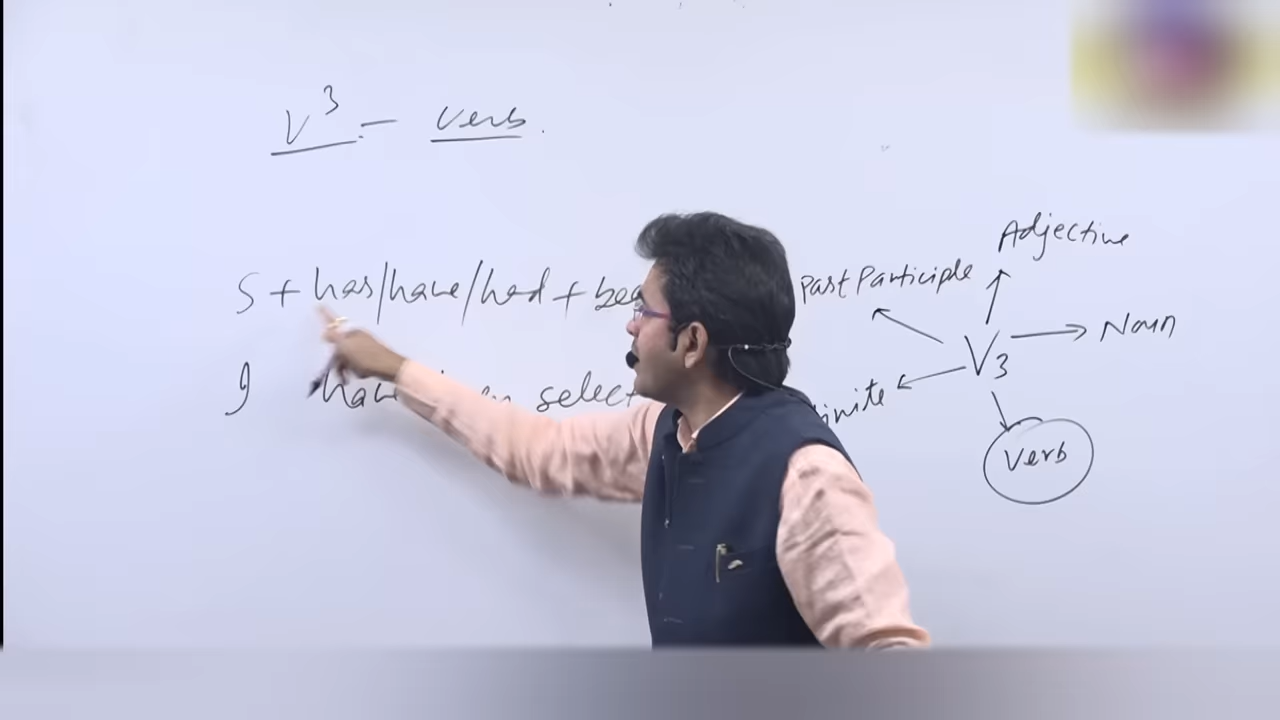 V³ - verb.
S + has/have/had + bee
I have been select
Adjective
Past Participle
Noun
V3
inite
Verb